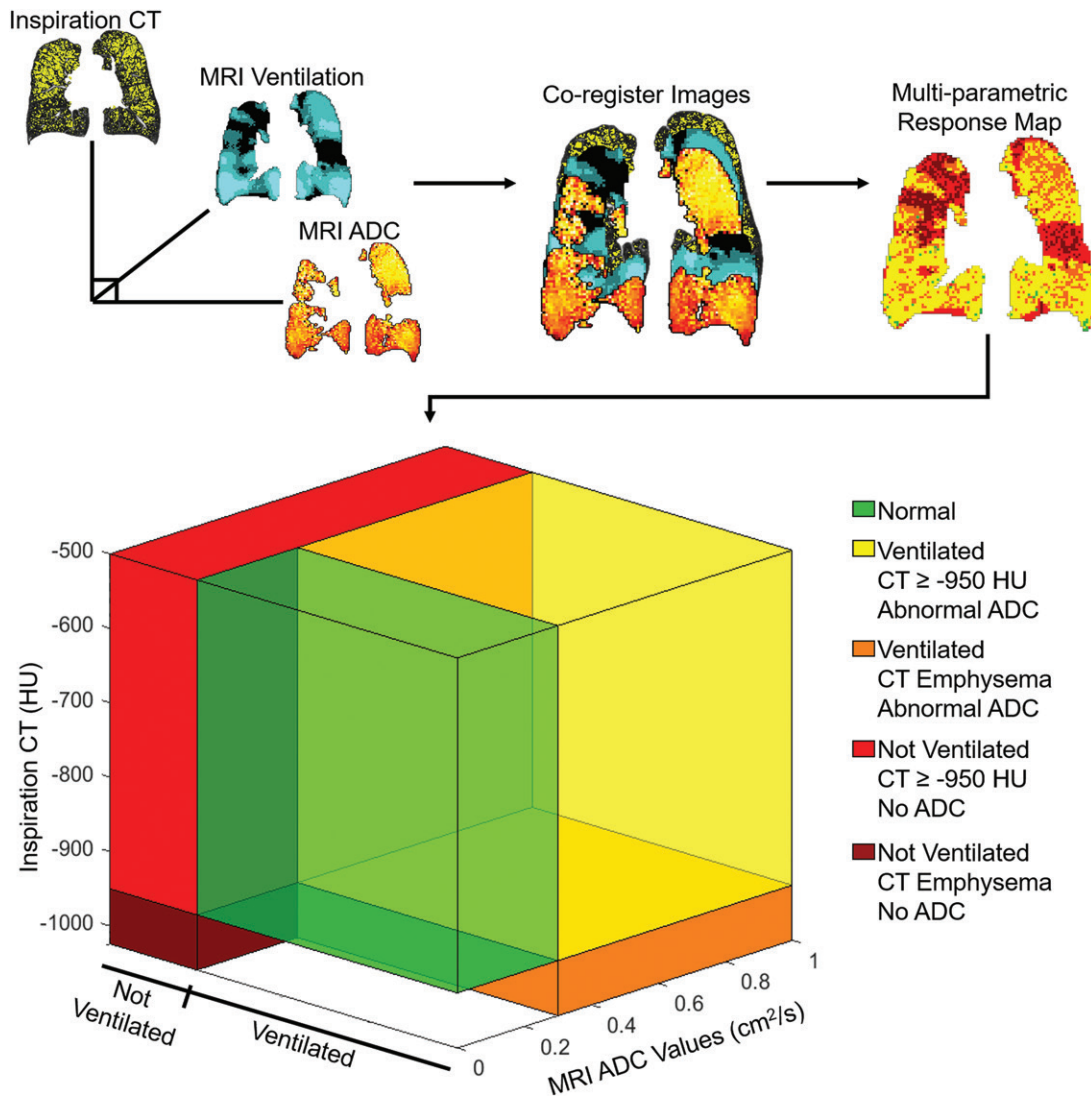 Inspiration CT
MRI Ventilation
MRI ADC
Co-register Images
Multi-parametric
Response Map
-500
-600
-700
-800
-900
-1000
Inspiration CT (HU)
Not
Ventilated
Ventilated
0
0.2
0.4
0.6
0.8
1
MRI ADC Values (cm²/s)
Normal
Ventilated
CT ≥ -950 HU
Abnormal ADC
Ventilated
CT Emphysema
Abnormal ADC
Not Ventilated
CT ≥ -950 HU
No ADC
Not Ventilated
CT Emphysema
No ADC